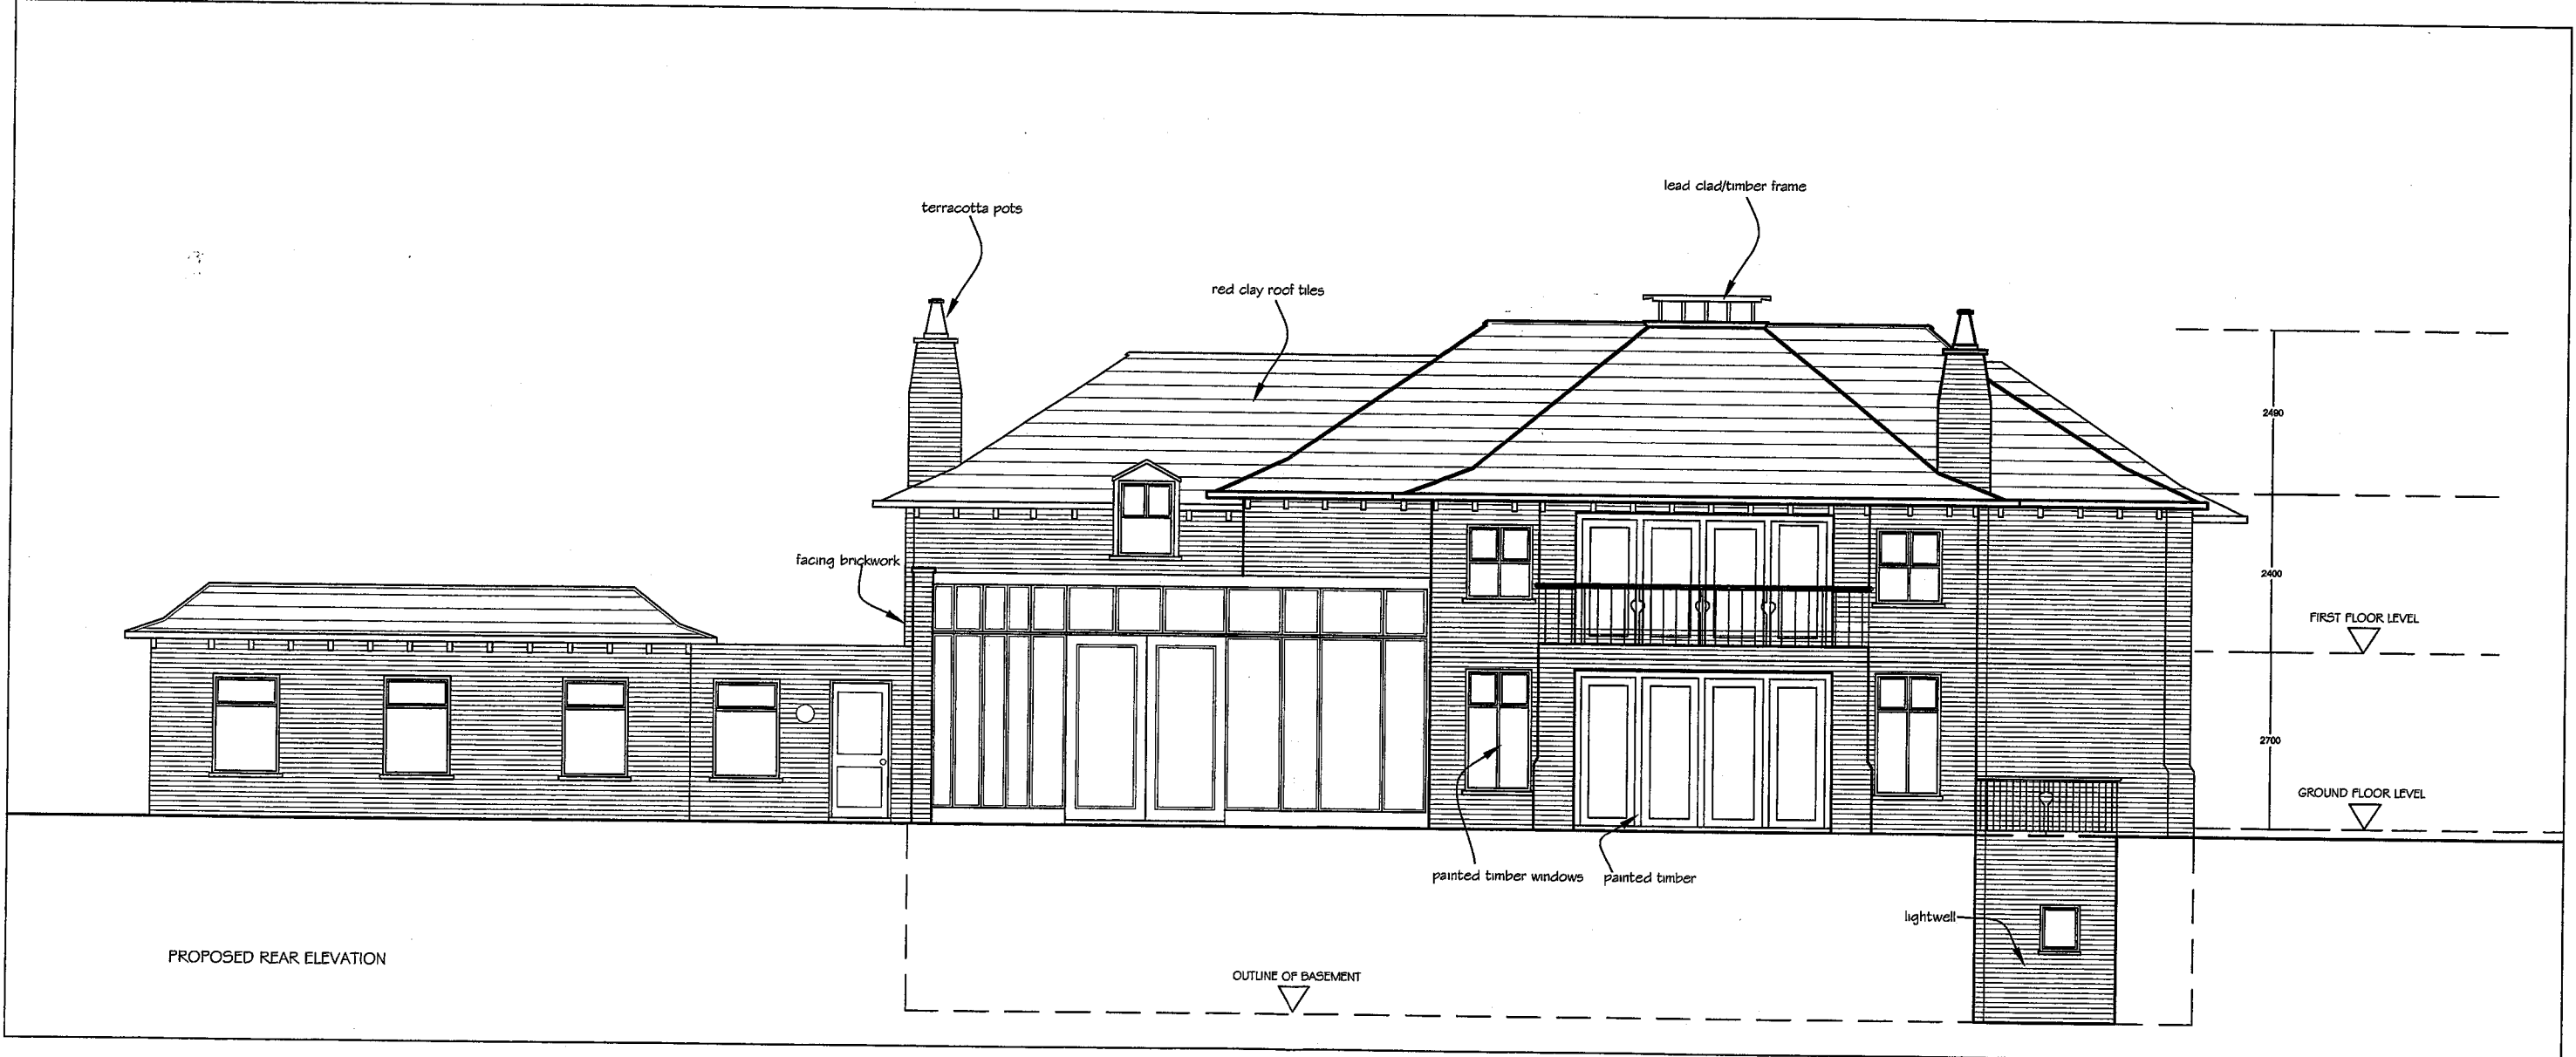 lead clad/timber frame
terracotta pots
red clay roof tiles
2490
facing brickwork
2400
FIRST FLOOR LEVEL
2700
GROUND FLOOR LEVEL
painted timber windows
painted timber
lightwell
PROPOSED REAR ELEVATION
OUTLINE OF BASEMENT